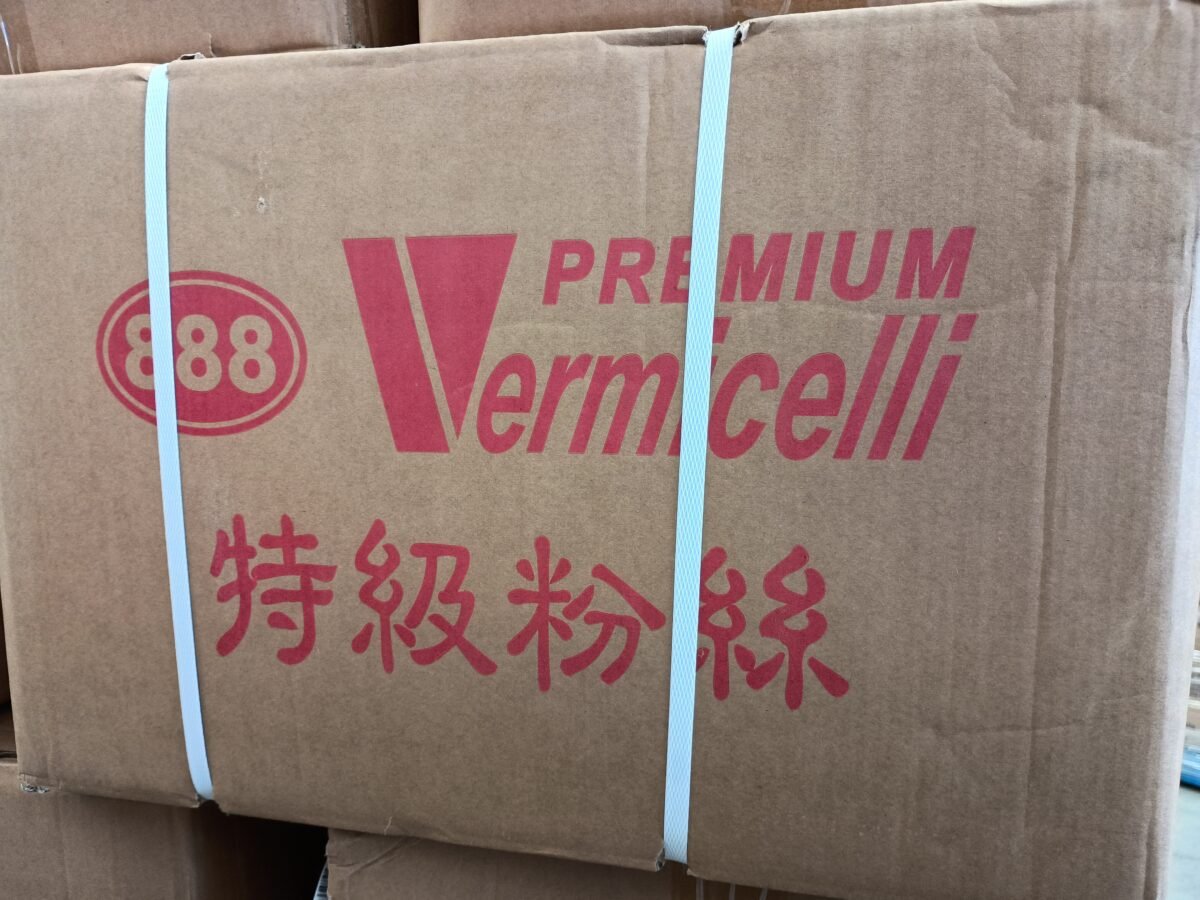 888
PREMIUM
Vermicelli
特級粉絲